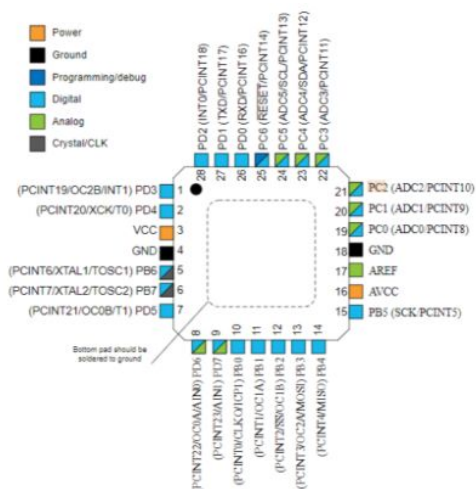 Power
Ground
Programming/debug
Digital
Analog
Crystal/CLK
PD2 (INT0/PCINT18)
PD1 (TXD/PCINT17)
PD0 (RXD/PCINT16)
PC6 (RESET/PCINT14)
PC5 (ADC5/SCL/PCINT13)
PC4 (ADC4/SDA/PCINT12)
PC3 (ADC3/PCINT11)
28
27
26
25
24
23
22
(PCINT19/OC2B/INT1) PD3 1
(PCINT20/XCK/T0) PD4 2
VCC 3
GND 4
(PCINT6/XTAL1/TOSC1) PB6 5
(PCINT7/XTAL2/TOSC2) PB7 6
(PCINT21/OC0B/T1) PD5 7
21 PC2 (ADC2/PCINT10)
20 PC1 (ADC1/PCINT9)
19 PC0 (ADC0/PCINT8)
18 GND
17 AREF
16 AVCC
15 PB5 (SCK/PCINT5)
Bottom pad should be
soldered to ground
8
9
10
11
12
13
14
(PCINT22/OC0A/AIN0) PD6
(PCINT23/AIN1) PD7
(PCINT0/CLKO/ICP1) PB0
(PCINT1/OC1A) PB1
(PCINT2/SS/OC1B) PB2
(PCINT3/OC2A/MOSI) PB3
(PCINT4/MISO) PB4